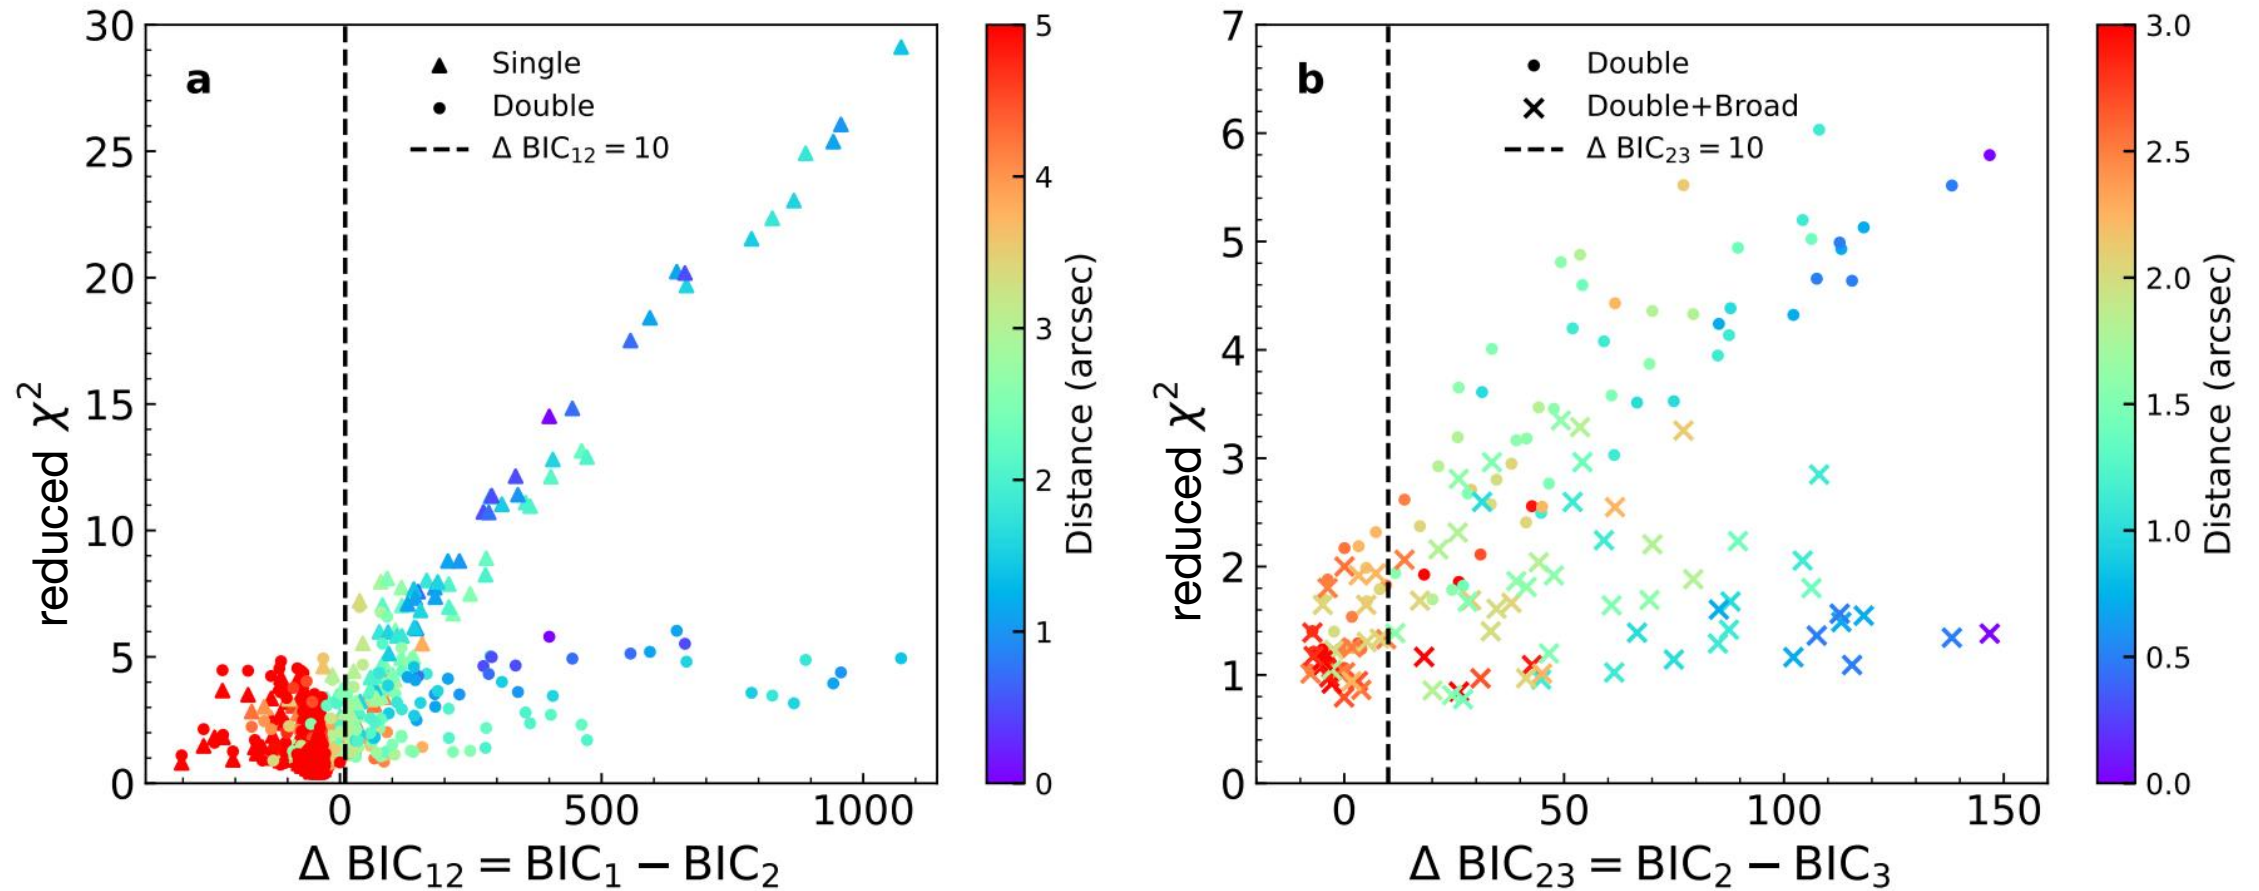 a
Single
Double
Δ BIC₁₂ = 10
30
25
20
15
10
5
0
reduced χ²
0
500
1000
Δ BIC₁₂ = BIC₁ − BIC₂
5
4
3
2
1
0
Distance (arcsec)
b
Double
Double+Broad
Δ BIC₂₃ = 10
7
6
5
4
3
2
1
0
reduced χ²
0
50
100
150
Δ BIC₂₃ = BIC₂ − BIC₃
3.0
2.5
2.0
1.5
1.0
0.5
0.0
Distance (arcsec)